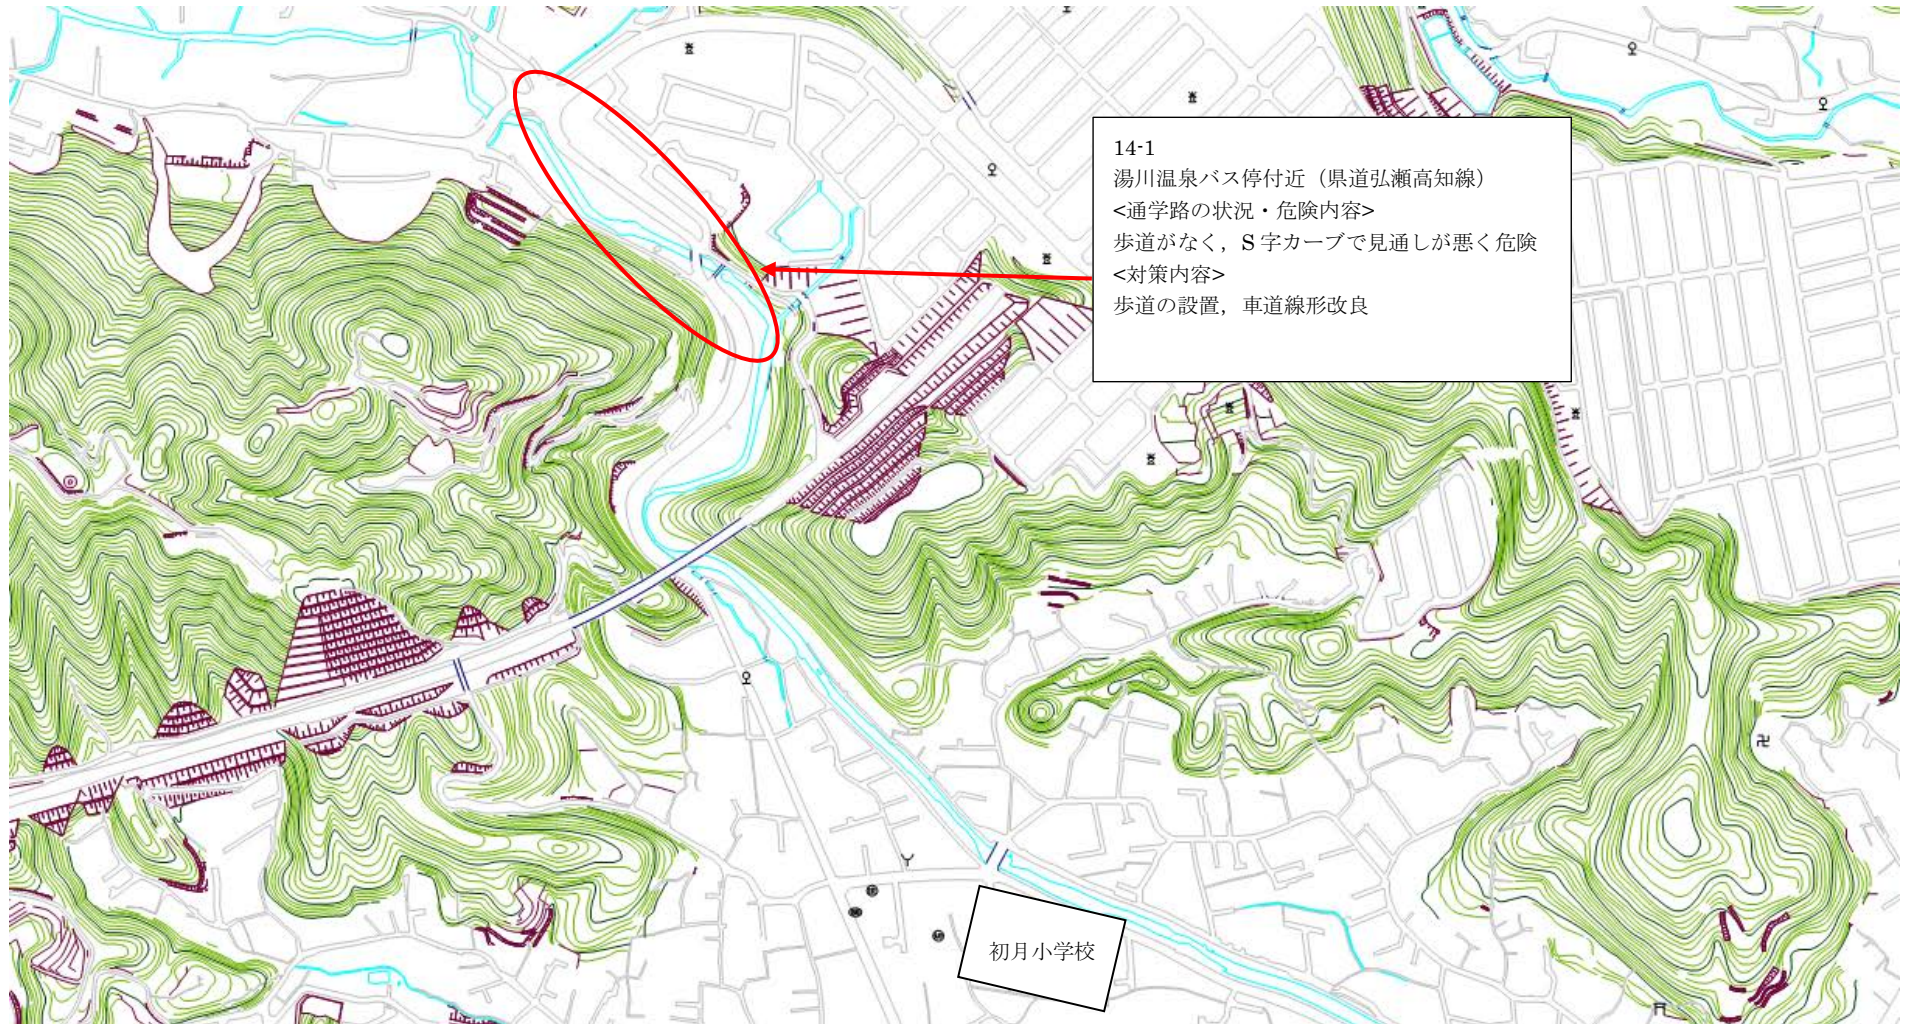 14-1
湯川温泉バス停付近（県道弘瀬高知線）
<通学路の状況・危険内容>
歩道がなく，S字カーブで見通しが悪く危険
<対策内容>
歩道の設置，車道線形改良
初月小学校